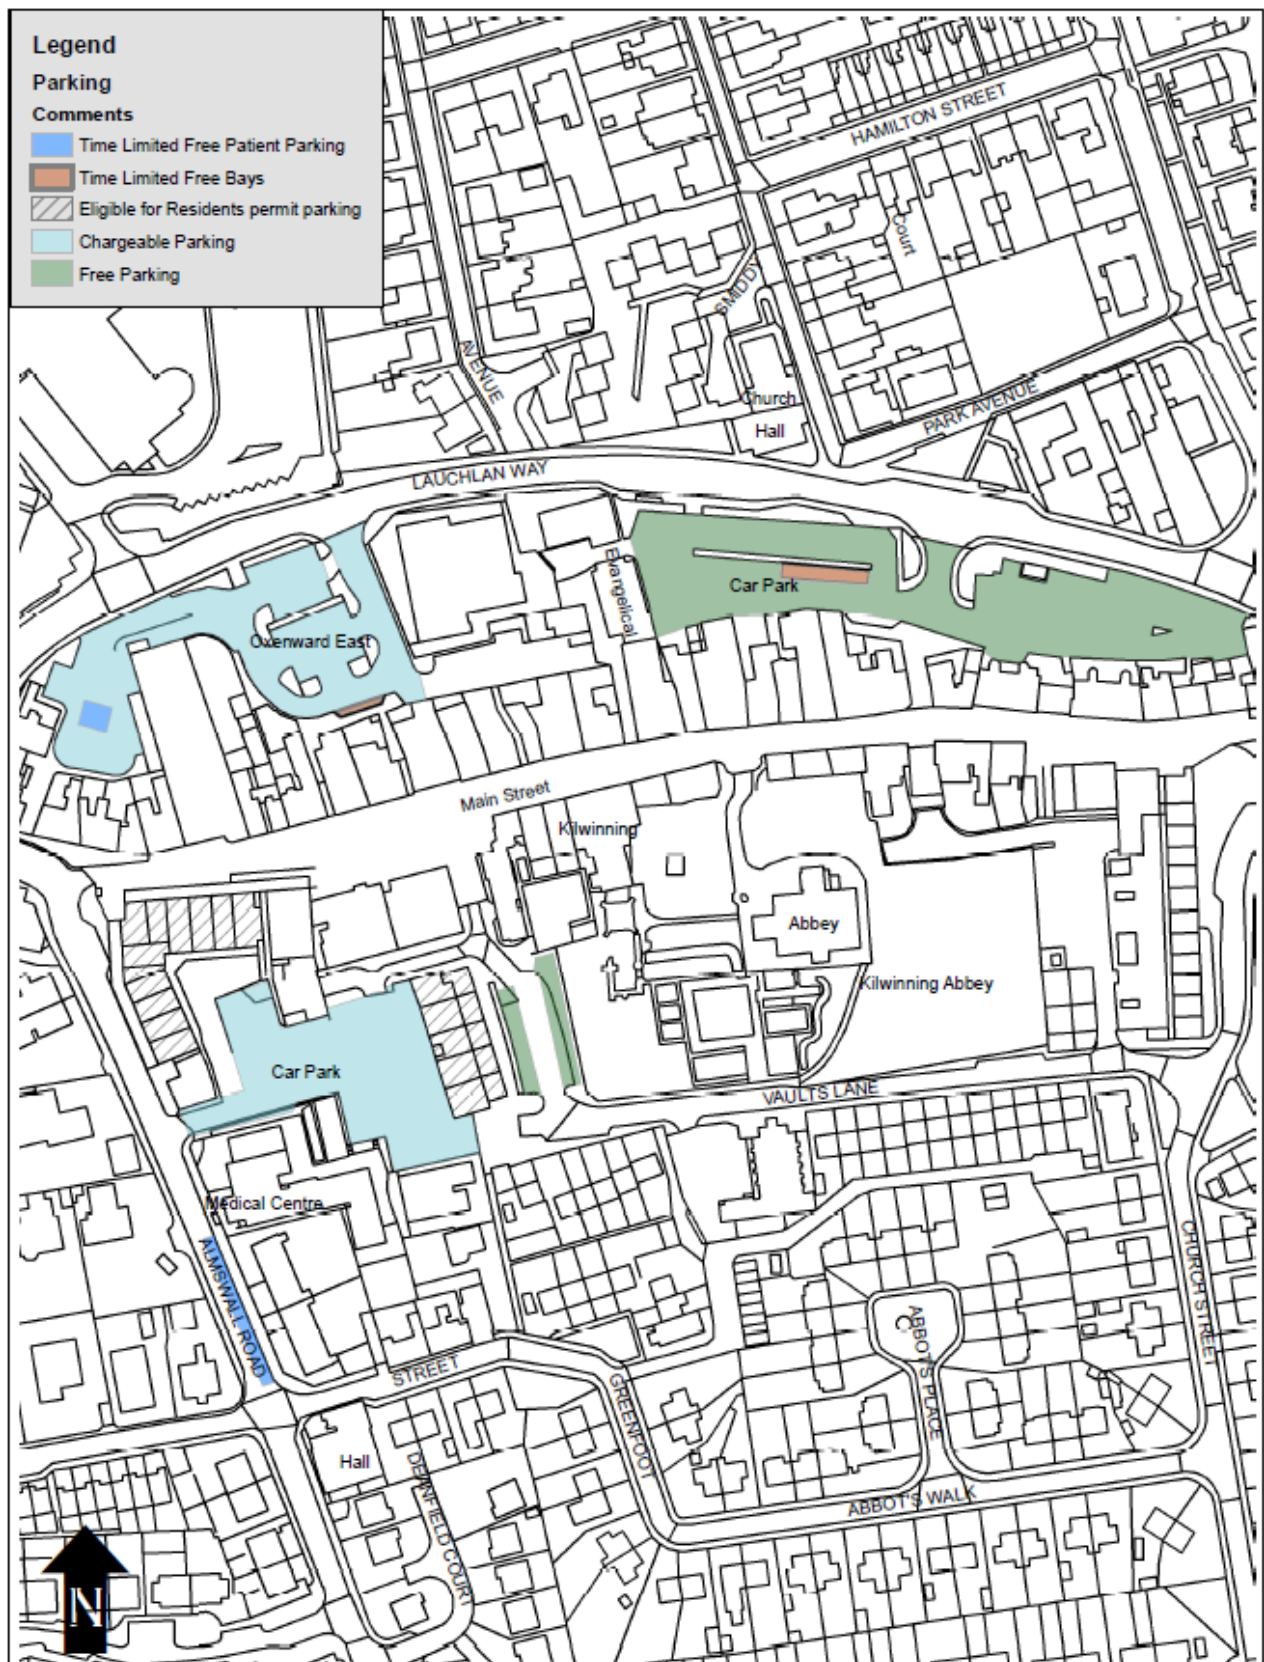 Legend
Parking
Comments
Time Limited Free Patient Parking
Time Limited Free Bays
Eligible for Residents permit parking
Chargeable Parking
Free Parking
HAMILTON STREET
Court
SMIDDY
AVENUE
Church
Hall
PARK AVENUE
LAUCHLAN WAY
Evangelical
Car Park
Oxenward East
Main Street
Kilwinning
Abbey
Kilwinning Abbey
Car Park
VAULTS LANE
Medical Centre
ALMSWALL ROAD
CHURCH STREET
ABBOT'S PLACE
STREET
GREENFOOT
Hall
DEANFIELD COURT
ABBOT'S WALK
N